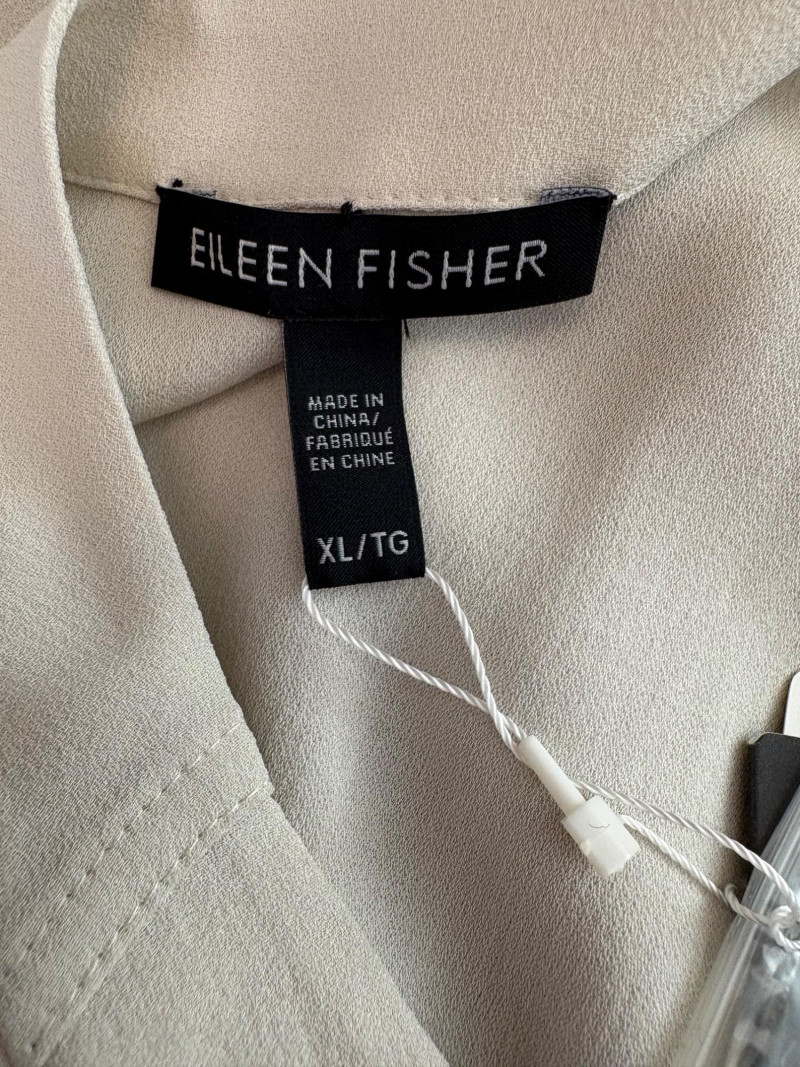 EILEEN FISHER
MADE IN
CHINA/
FABRIQUÉ
EN CHINE
XL/TG